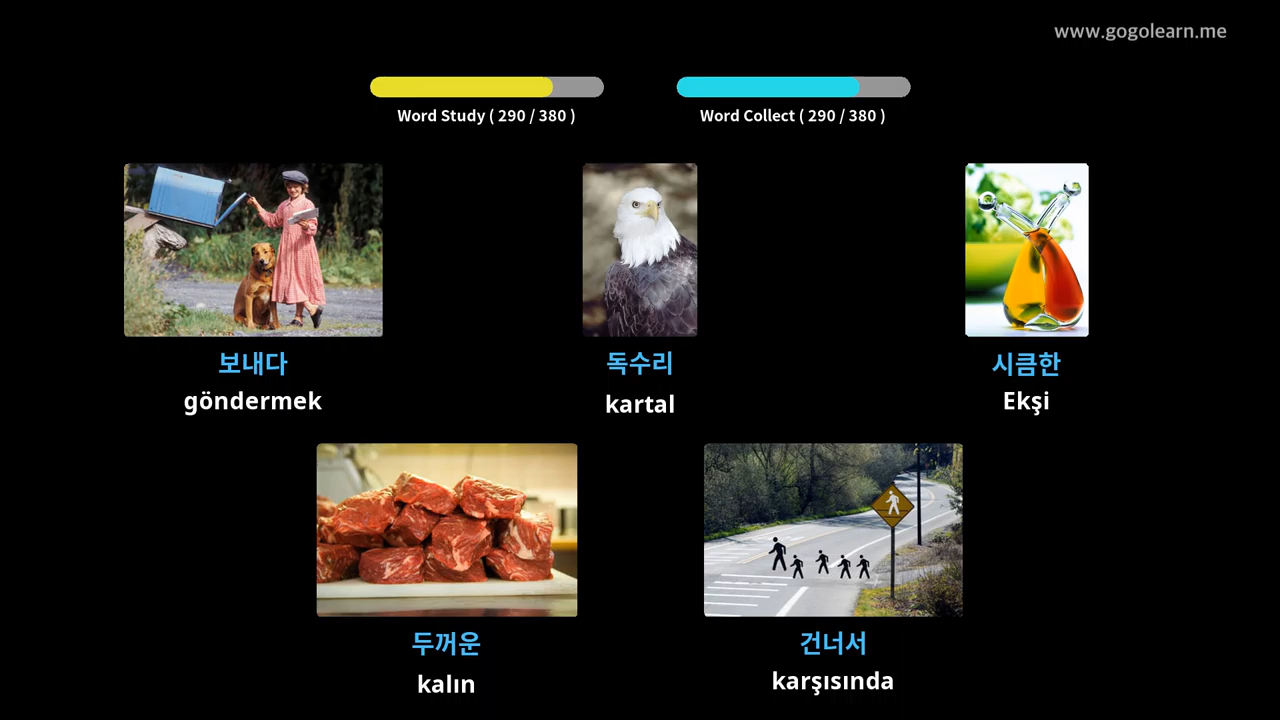 www.gogolearn.me
Word Study ( 290 / 380 )
Word Collect ( 290 / 380 )
보내다
göndermek
독수리
kartal
시큼한
Ekşi
두꺼운
kalın
건너서
karşısında